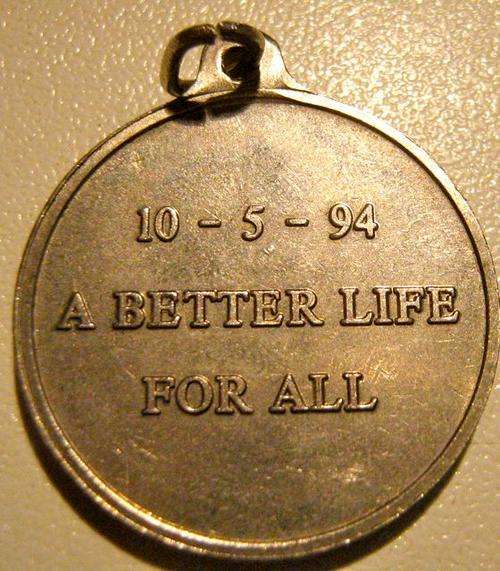 10 - 5 - 94
A BETTER LIFE
FOR ALL